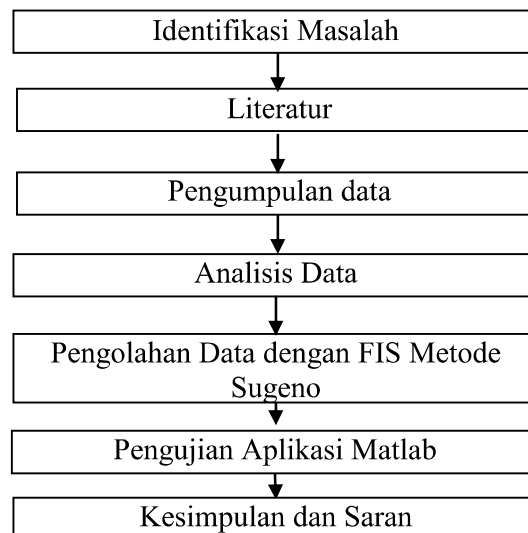 Identifikasi Masalah
Literatur
Pengumpulan data
Analisis Data
Pengolahan Data dengan FIS Metode
Sugeno
Pengujian Aplikasi Matlab
Kesimpulan dan Saran